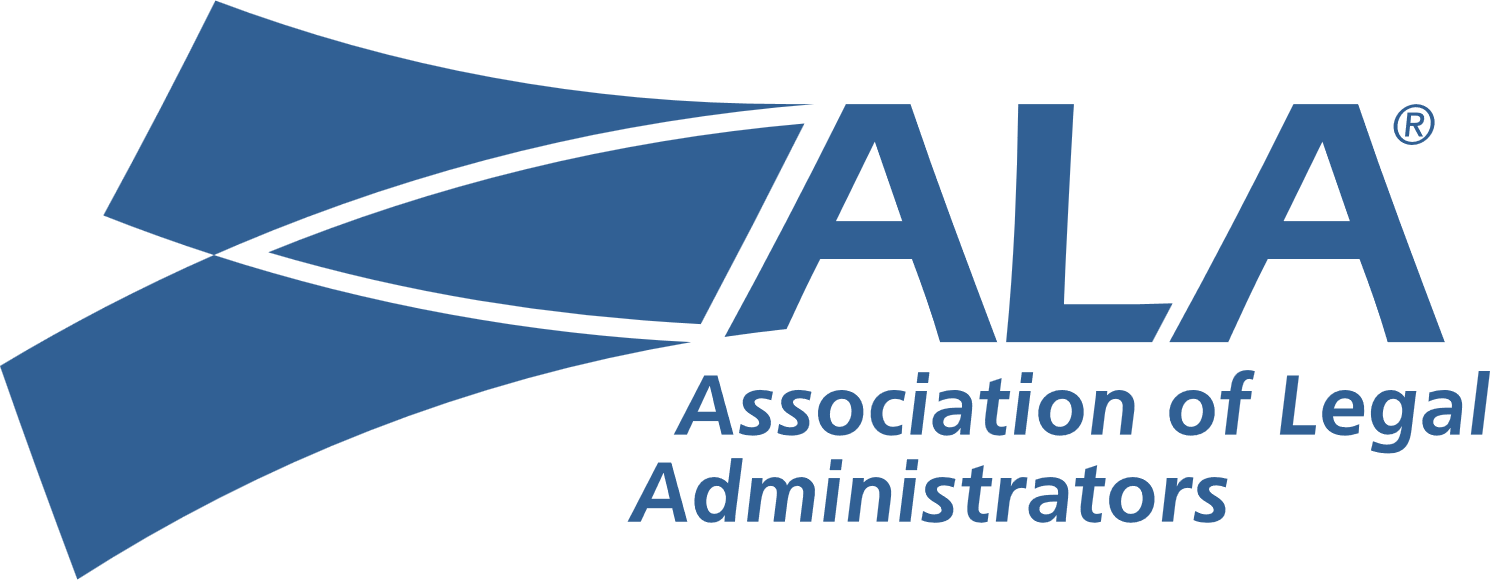 ALA®
Association of Legal
Administrators